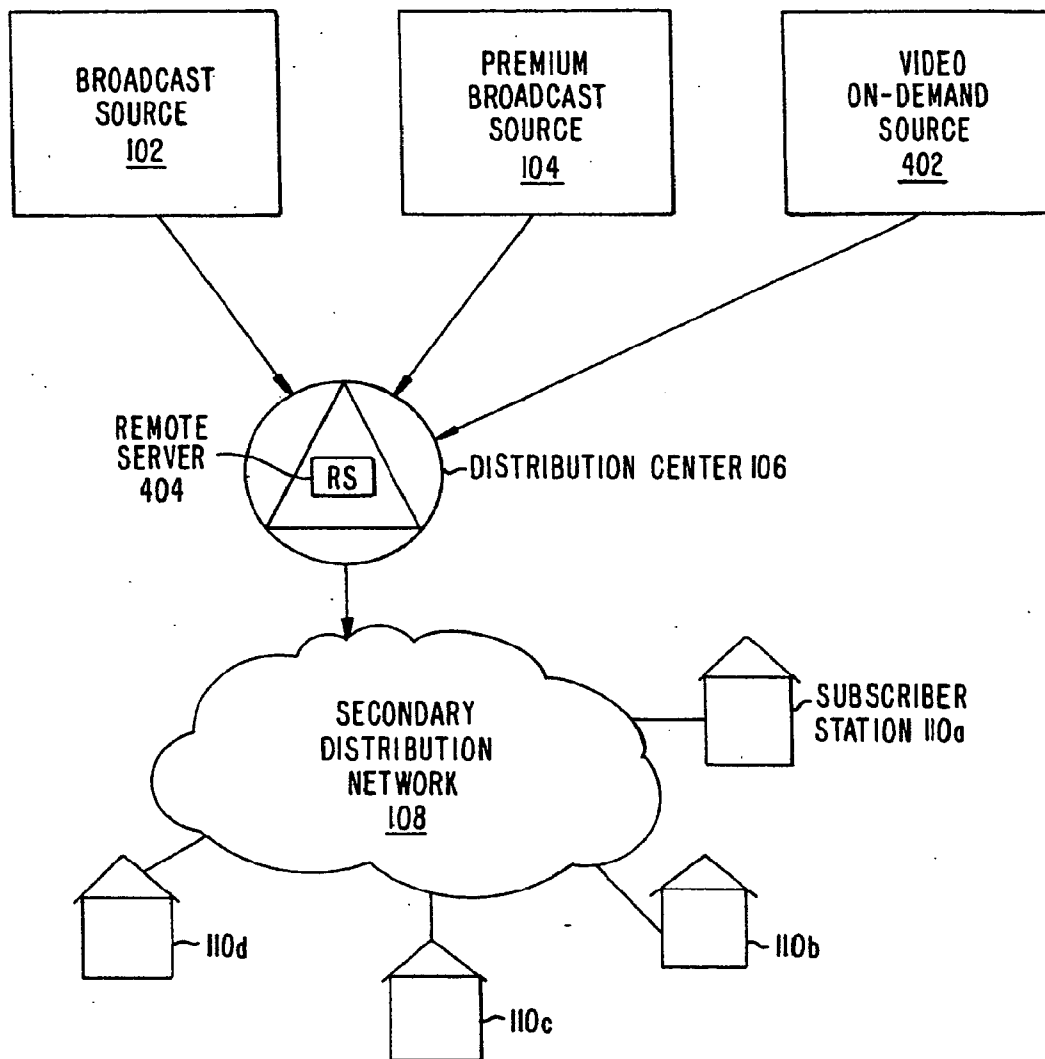 BROADCAST
SOURCE
102
PREMIUM
BROADCAST
SOURCE
104
VIDEO
ON-DEMAND
SOURCE
402
REMOTE
SERVER
404
RS
DISTRIBUTION CENTER 106
SECONDARY
DISTRIBUTION
NETWORK
108
SUBSCRIBER
STATION 110a
110d
110c
110b